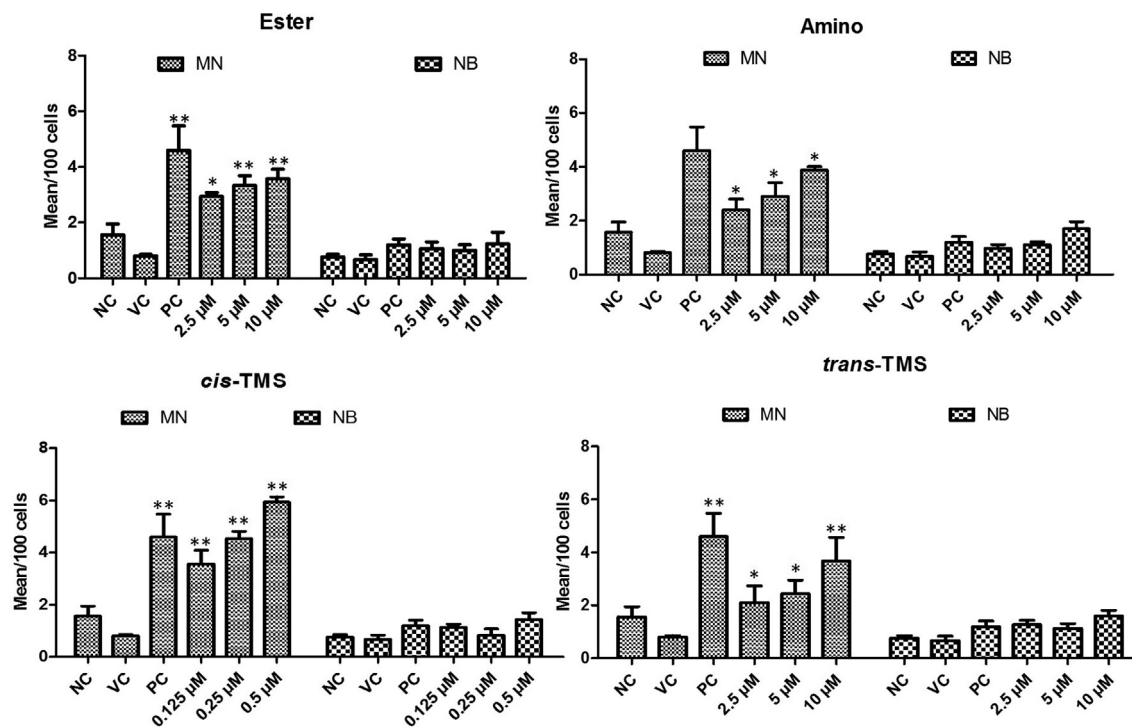 Ester
MN NB
Mean/100 cells
8
6
4
2
0
** * ** **
NC VC PC 2.5 µM 5 µM 10 µM NC VC PC 2.5 µM 5 µM 10 µM
Amino
MN NB
Mean/100 cells
8
6
4
2
0
* * *
NC VC PC 2.5 µM 5 µM 10 µM NC VC PC 2.5 µM 5 µM 10 µM
cis-TMS
MN NB
Mean/100 cells
8
6
4
2
0
** ** ** **
NC VC PC 0.125 µM 0.25 µM 0.5 µM NC VC PC 0.125 µM 0.25 µM 0.5 µM
trans-TMS
MN NB
Mean/100 cells
8
6
4
2
0
** * * **
NC VC PC 2.5 µM 5 µM 10 µM NC VC PC 2.5 µM 5 µM 10 µM